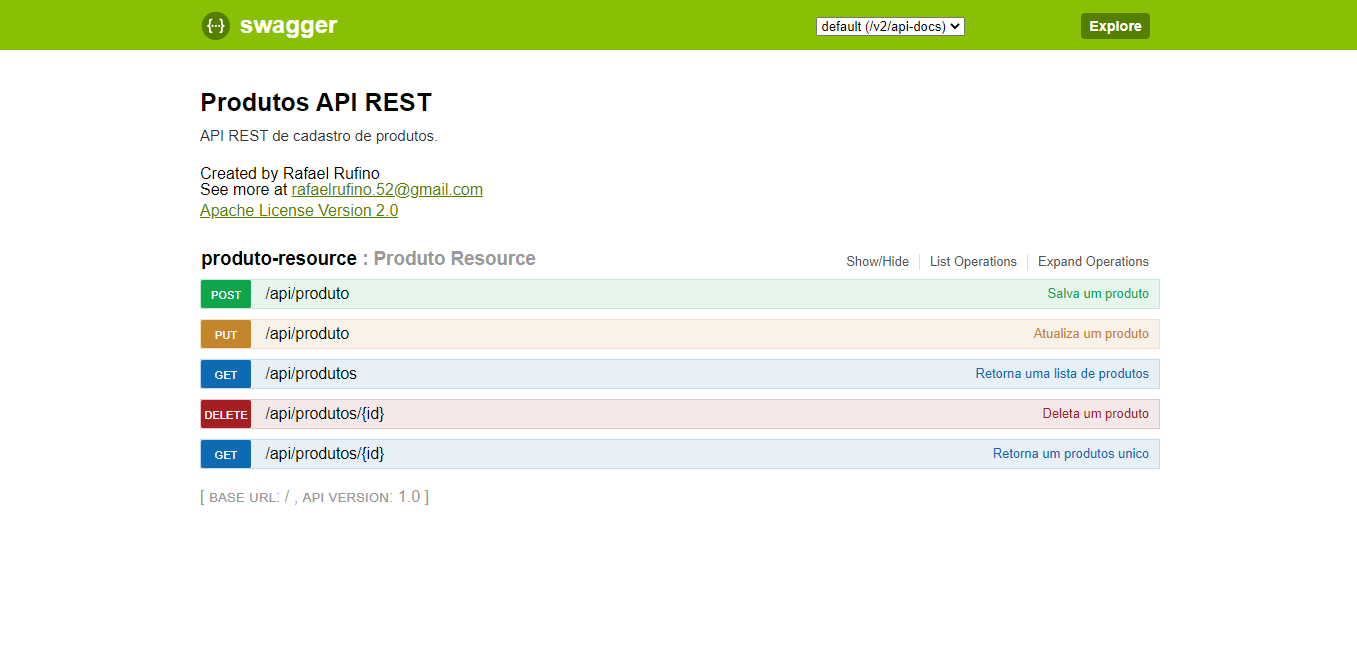 {···} swagger default (/v2/api-docs) Explore
Produtos API REST
API REST de cadastro de produtos.
Created by Rafael Rufino
See more at rafaelrufino.52@gmail.com
Apache License Version 2.0
produto-resource : Produto Resource Show/Hide List Operations Expand Operations
POST /api/produto Salva um produto
PUT /api/produto Atualiza um produto
GET /api/produtos Retorna uma lista de produtos
DELETE /api/produtos/{id} Deleta um produto
GET /api/produtos/{id} Retorna um produtos unico
[ BASE URL: / , API VERSION: 1.0 ]